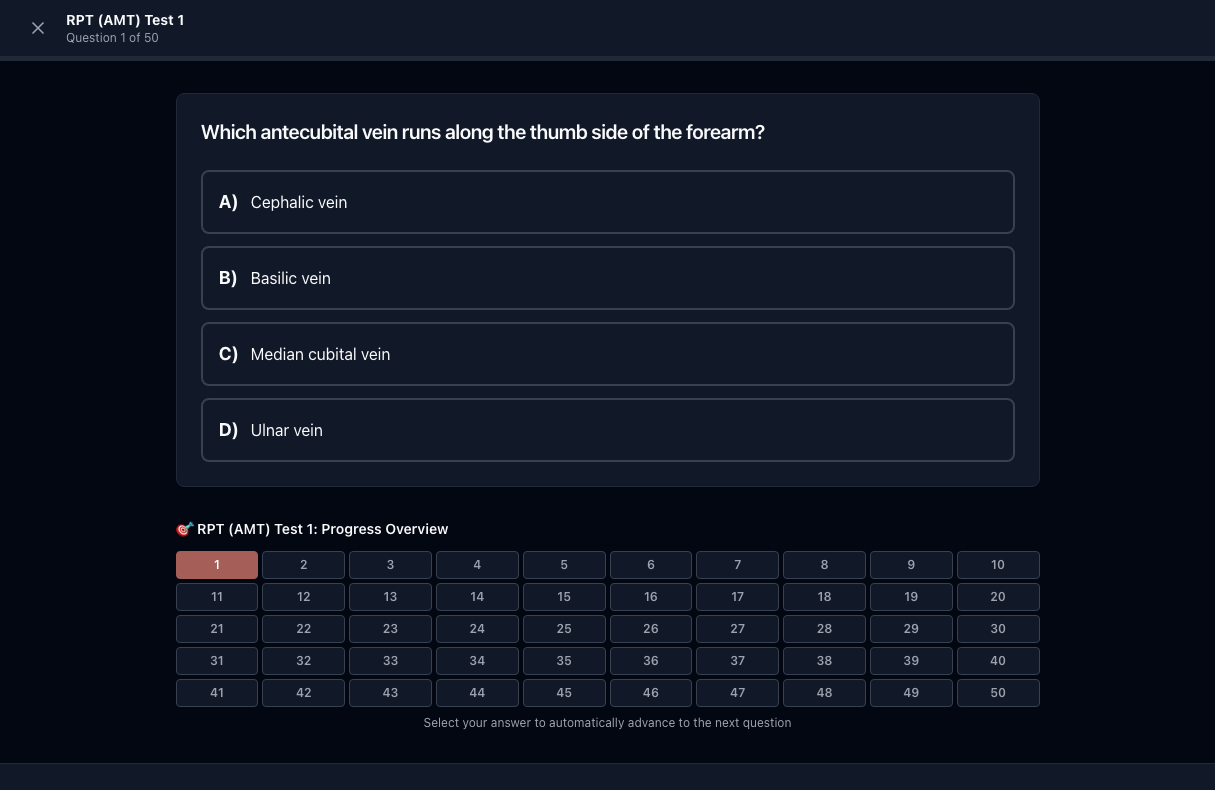 RPT (AMT) Test 1
Question 1 of 50
Which antecubital vein runs along the thumb side of the forearm?
A) Cephalic vein
B) Basilic vein
C) Median cubital vein
D) Ulnar vein
🎯 RPT (AMT) Test 1: Progress Overview
1 2 3 4 5 6 7 8 9 10
11 12 13 14 15 16 17 18 19 20
21 22 23 24 25 26 27 28 29 30
31 32 33 34 35 36 37 38 39 40
41 42 43 44 45 46 47 48 49 50
Select your answer to automatically advance to the next question